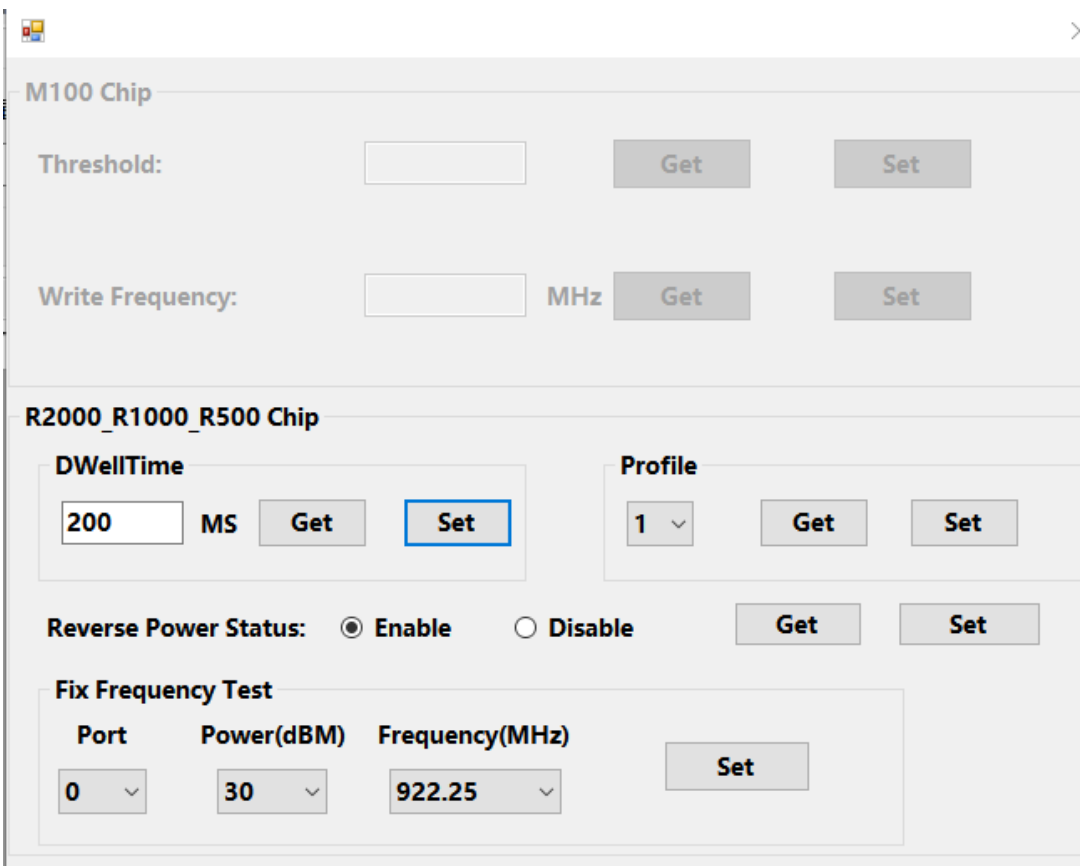 M100 Chip
Threshold: Get Set
Write Frequency: MHz Get Set
R2000_R1000_R500 Chip
DWellTime Profile
200 MS Get Set 1 Get Set
Reverse Power Status: Enable Disable Get Set
Fix Frequency Test
Port Power(dBM) Frequency(MHz)
0 30 922.25 Set